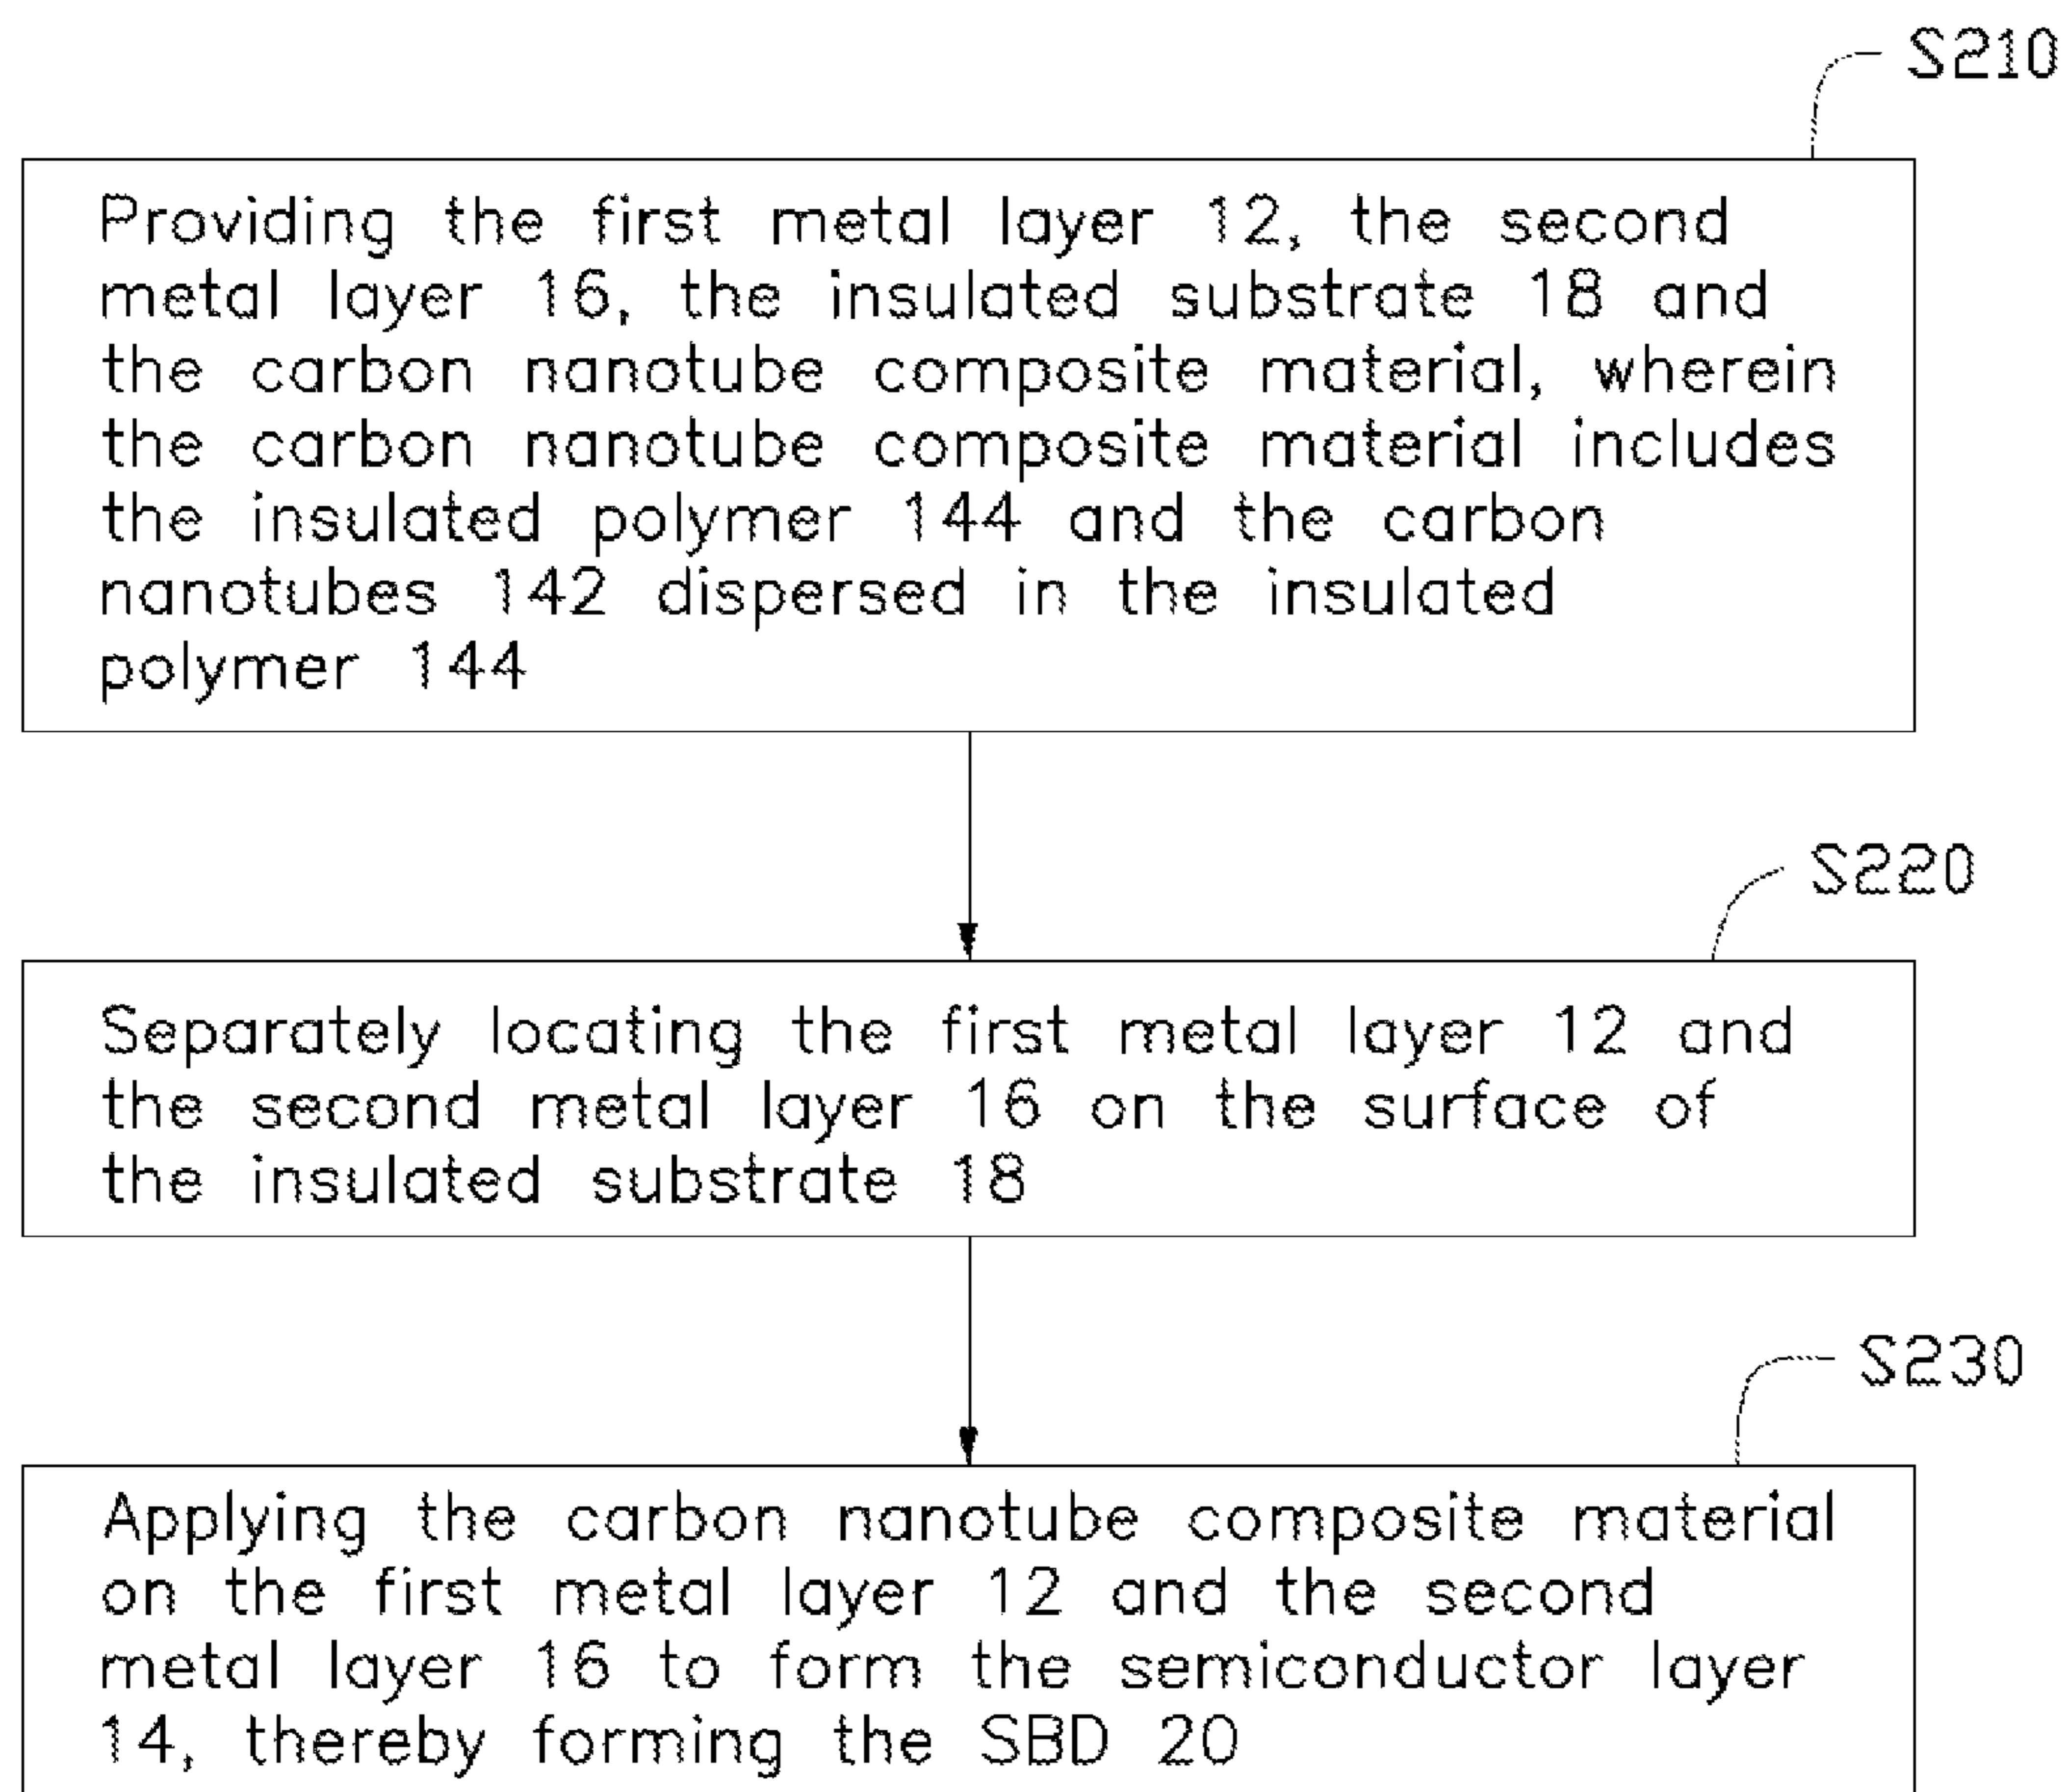 S210
Providing the first metal layer 12, the second
metal layer 16, the insulated substrate 18 and
the carbon nanotube composite material, wherein
the carbon nanotube composite material includes
the insulated polymer 144 and the carbon
nanotubes 142 dispersed in the insulated
polymer 144
S220
Separately locating the first metal layer 12 and
the second metal layer 16 on the surface of
the insulated substrate 18
S230
Applying the carbon nanotube composite material
on the first metal layer 12 and the second
metal layer 16 to form the semiconductor layer
14, thereby forming the SBD 20